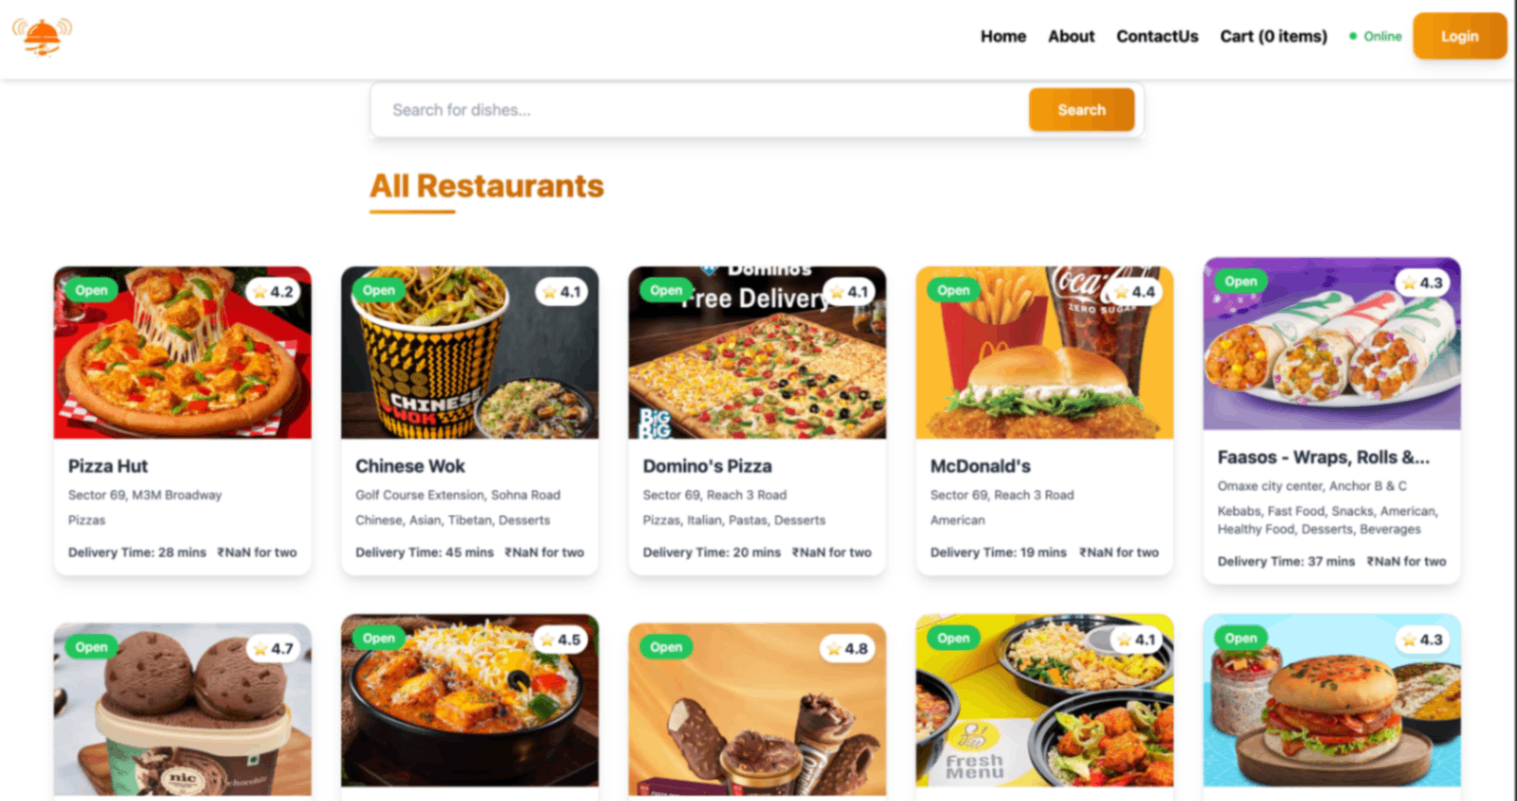 Home About ContactUs Cart (0 items) Online Login
Search for dishes... Search
All Restaurants
Open 4.2
Open 4.1
CHINESE
WOK
Open 4.1
Domino's
Free Delivery
BiG
BiG
Open 4.4
Coca-
ZERO SUGAR
Open 4.3
Pizza Hut
Sector 69, M3M Broadway
Pizzas
Delivery Time: 28 mins ₹NaN for two
Chinese Wok
Golf Course Extension, Sohna Road
Chinese, Asian, Tibetan, Desserts
Delivery Time: 45 mins ₹NaN for two
Domino's Pizza
Sector 69, Reach 3 Road
Pizzas, Italian, Pastas, Desserts
Delivery Time: 20 mins ₹NaN for two
McDonald's
Sector 69, Reach 3 Road
American
Delivery Time: 19 mins ₹NaN for two
Faasos - Wraps, Rolls &...
Omaxe city center, Anchor B & C
Kebabs, Fast Food, Snacks, American,
Healthy Food, Desserts, Beverages
Delivery Time: 37 mins ₹NaN for two
Open 4.7
nic
chocolate
Open 4.5
Open 4.8
Open 4.1
Fresh
Menu
Open 4.3